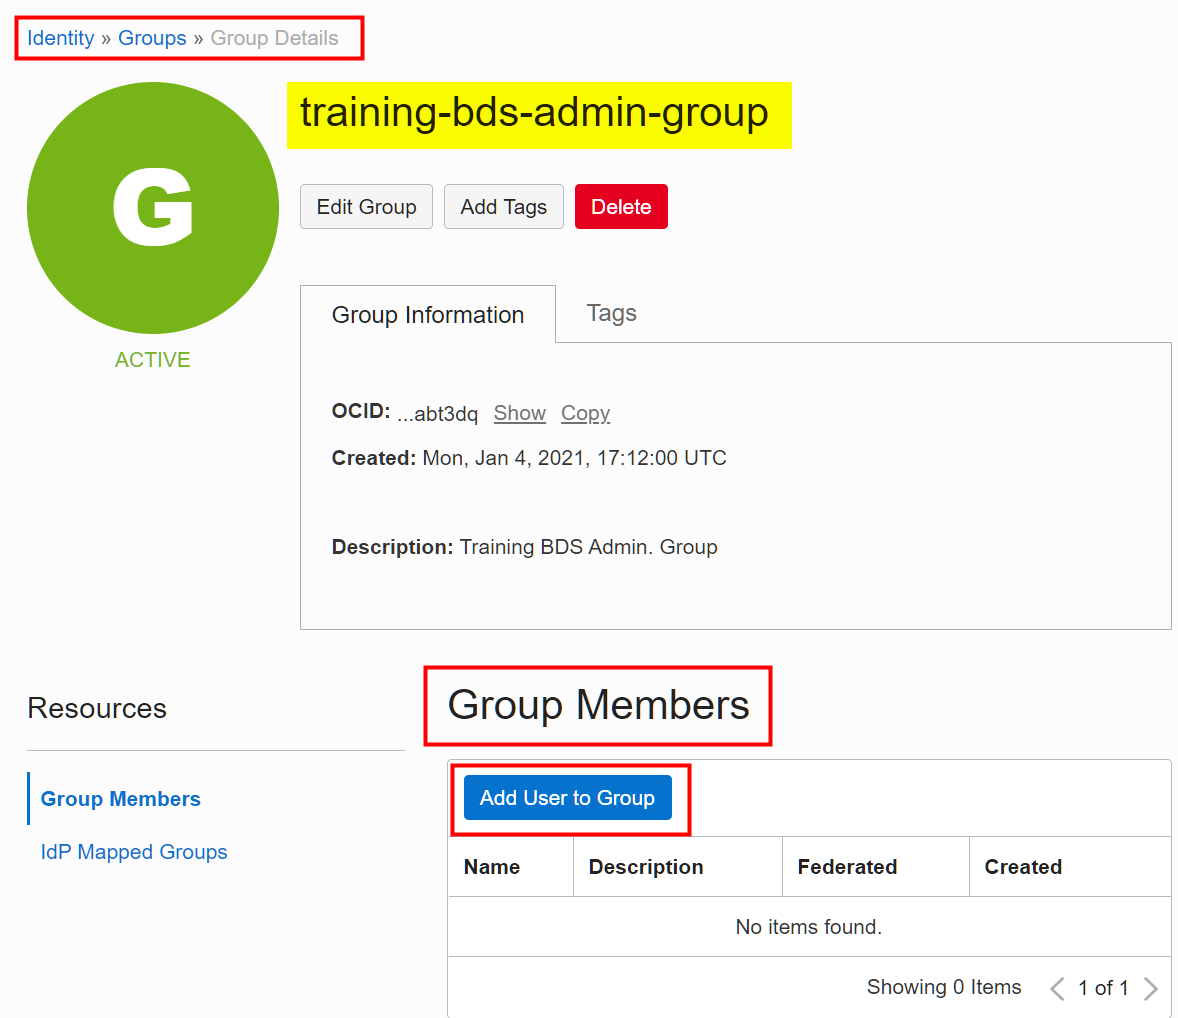 Identity » Groups » Group Details
G
ACTIVE
training-bds-admin-group
Edit Group Add Tags Delete
Group Information Tags
OCID: ...abt3dq Show Copy
Created: Mon, Jan 4, 2021, 17:12:00 UTC
Description: Training BDS Admin. Group
Resources
Group Members
IdP Mapped Groups
Group Members
Add User to Group
Name Description Federated Created
No items found.
Showing 0 Items 1 of 1